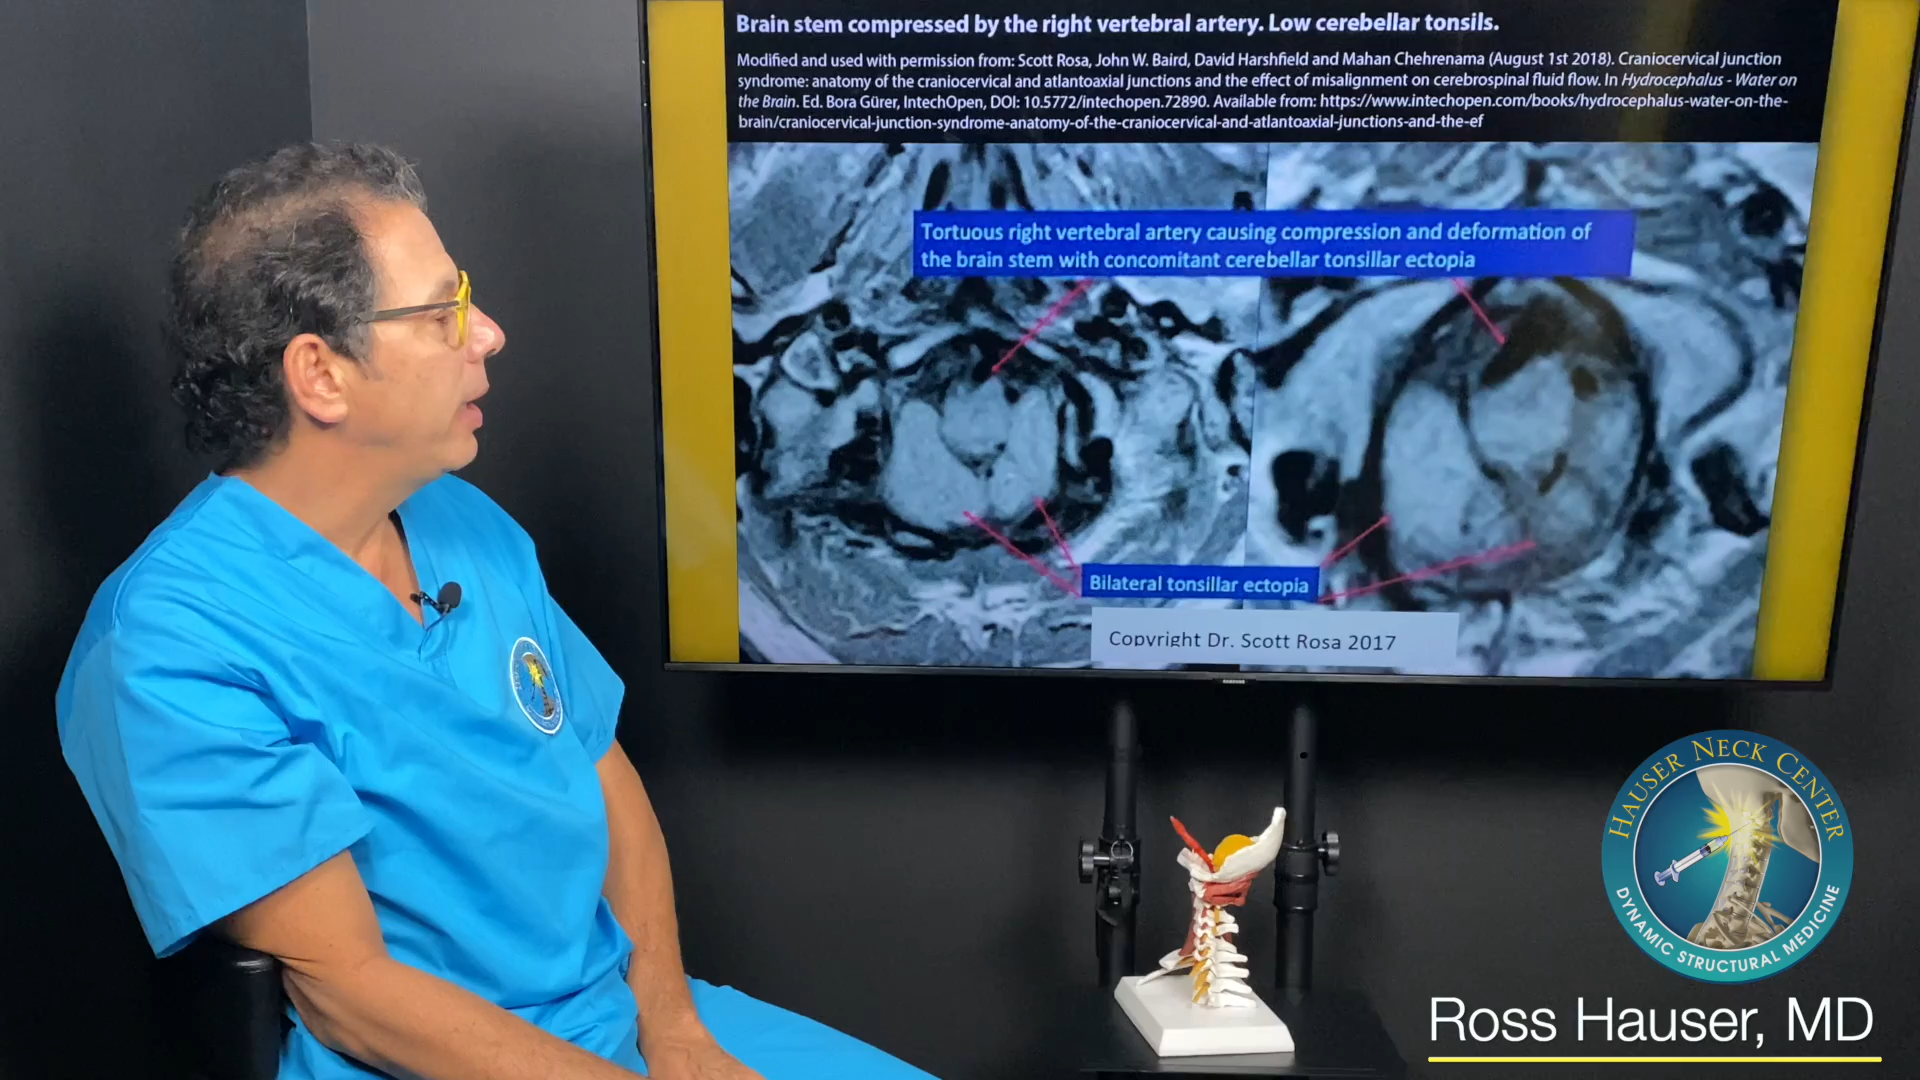 Brain stem compressed by the right vertebral artery. Low cerebellar tonsils.
Modified and used with permission from: Scott Rosa, John W. Baird, David Harshfield and Mahan Chehrenama (August 1st 2018). Craniocervical junction
syndrome: anatomy of the craniocervical and atlantoaxial junctions and the effect of misalignment on cerebrospinal fluid flow. In Hydrocephalus - Water on
the Brain. Ed. Bora Gürer, IntechOpen, DOI: 10.5772/intechopen.72890. Available from: https://www.intechopen.com/books/hydrocephalus-water-on-the-
brain/craniocervical-junction-syndrome-anatomy-of-the-craniocervical-and-atlantoaxial-junctions-and-the-ef
Tortuous right vertebral artery causing compression and deformation of
the brain stem with concomitant cerebellar tonsillar ectopia
Bilateral tonsillar ectopia
Copyright Dr. Scott Rosa 2017
SAMSUNG
HAUSER NECK CENTER
DYNAMIC STRUCTURAL MEDICINE
Ross Hauser, MD